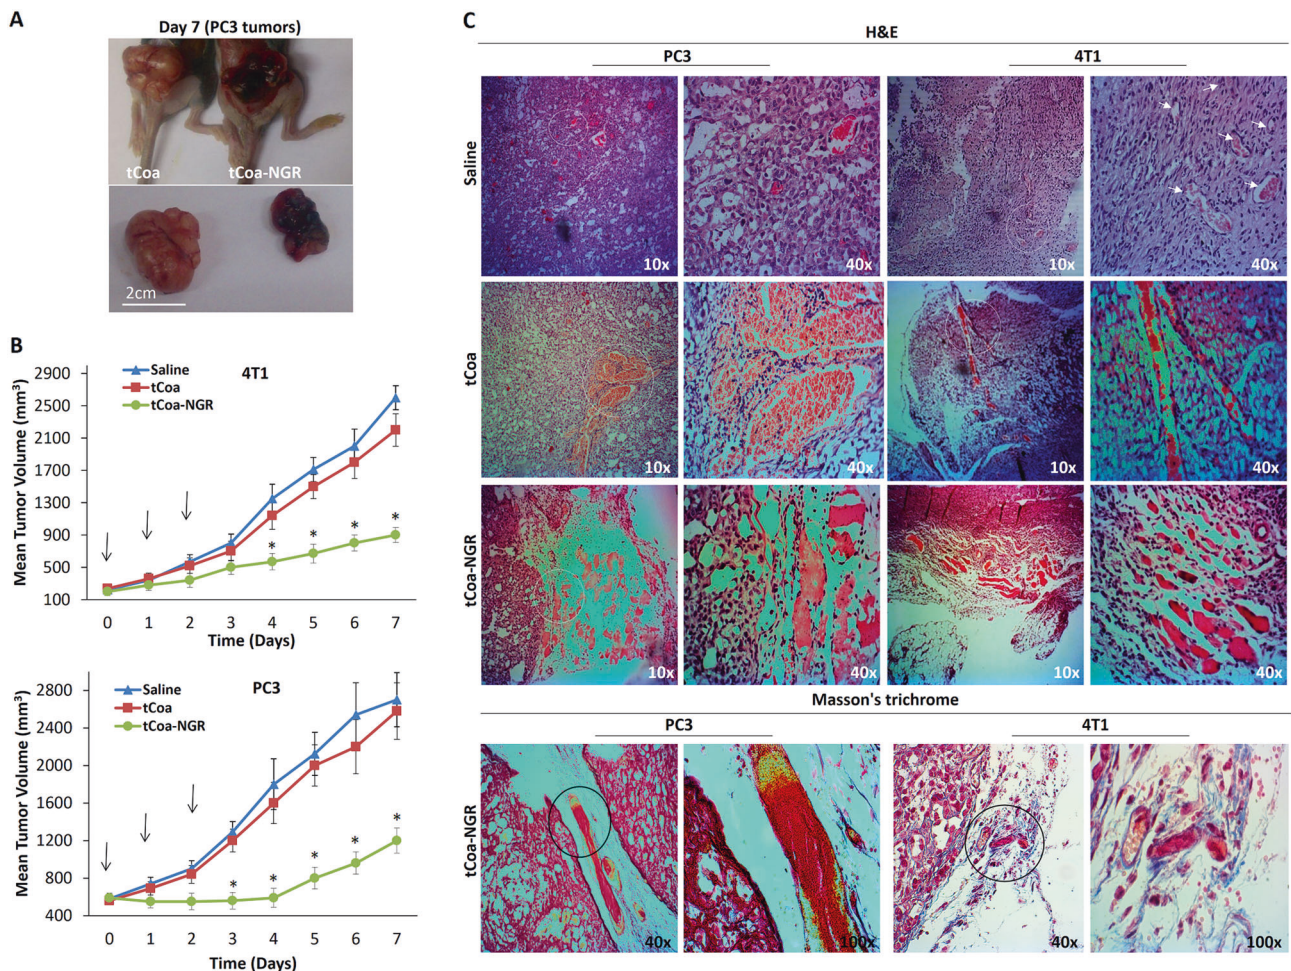 A
Day 7 (PC3 tumors)
tCoa
tCoa-NGR
2cm
B
Saline
tCoa
tCoa-NGR
4T1
Mean Tumor Volume (mm³)
2900
2500
2100
1700
1300
900
500
100
* * * *
0 1 2 3 4 5 6 7
Time (Days)
Saline
tCoa
tCoa-NGR
PC3
Mean Tumor Volume (mm³)
2800
2400
2000
1600
1200
800
400
* * * * *
0 1 2 3 4 5 6 7
Time (Days)
C
H&E
PC3
4T1
Saline
10x
40x
10x
40x
tCoa
10x
40x
10x
40x
tCoa-NGR
10x
40x
10x
40x
Masson's trichrome
PC3
4T1
tCoa-NGR
40x
100x
40x
100x